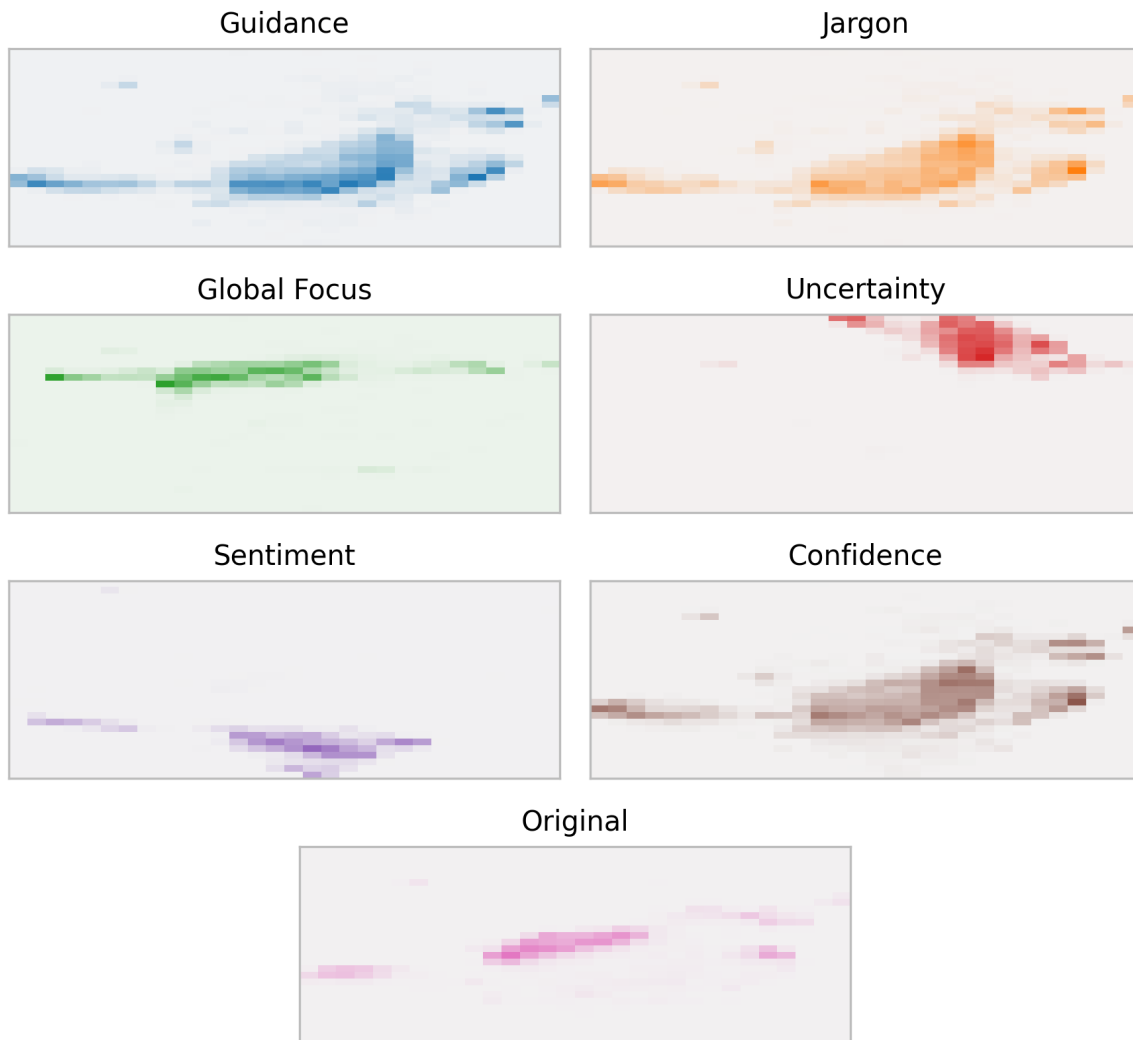 Guidance
Jargon
Global Focus
Uncertainty
Sentiment
Confidence
Original